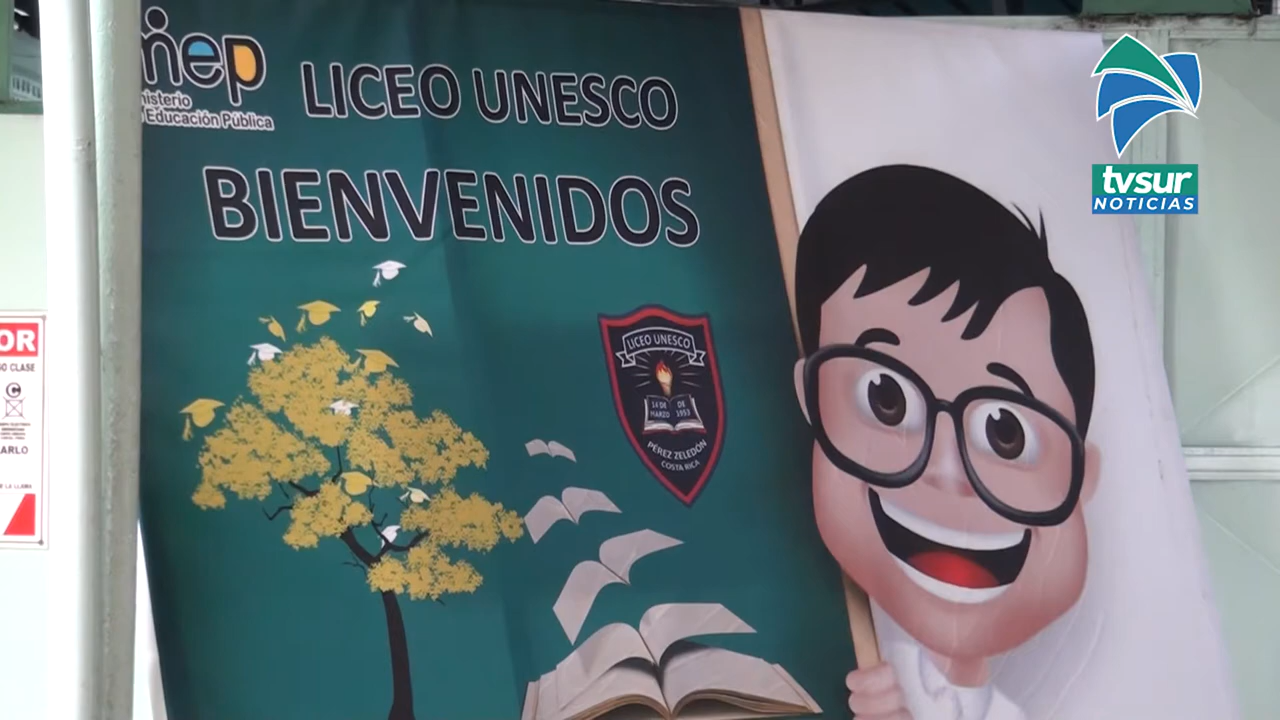 mep
Educación Pública
LICEO UNESCO
BIENVENIDOS
LICEO UNESCO
14 DE MARZO
DE 1953
PÉREZ ZELEDÓN
COSTA RICA
tvsur
NOTICIAS
OR
CLASE
ARLO